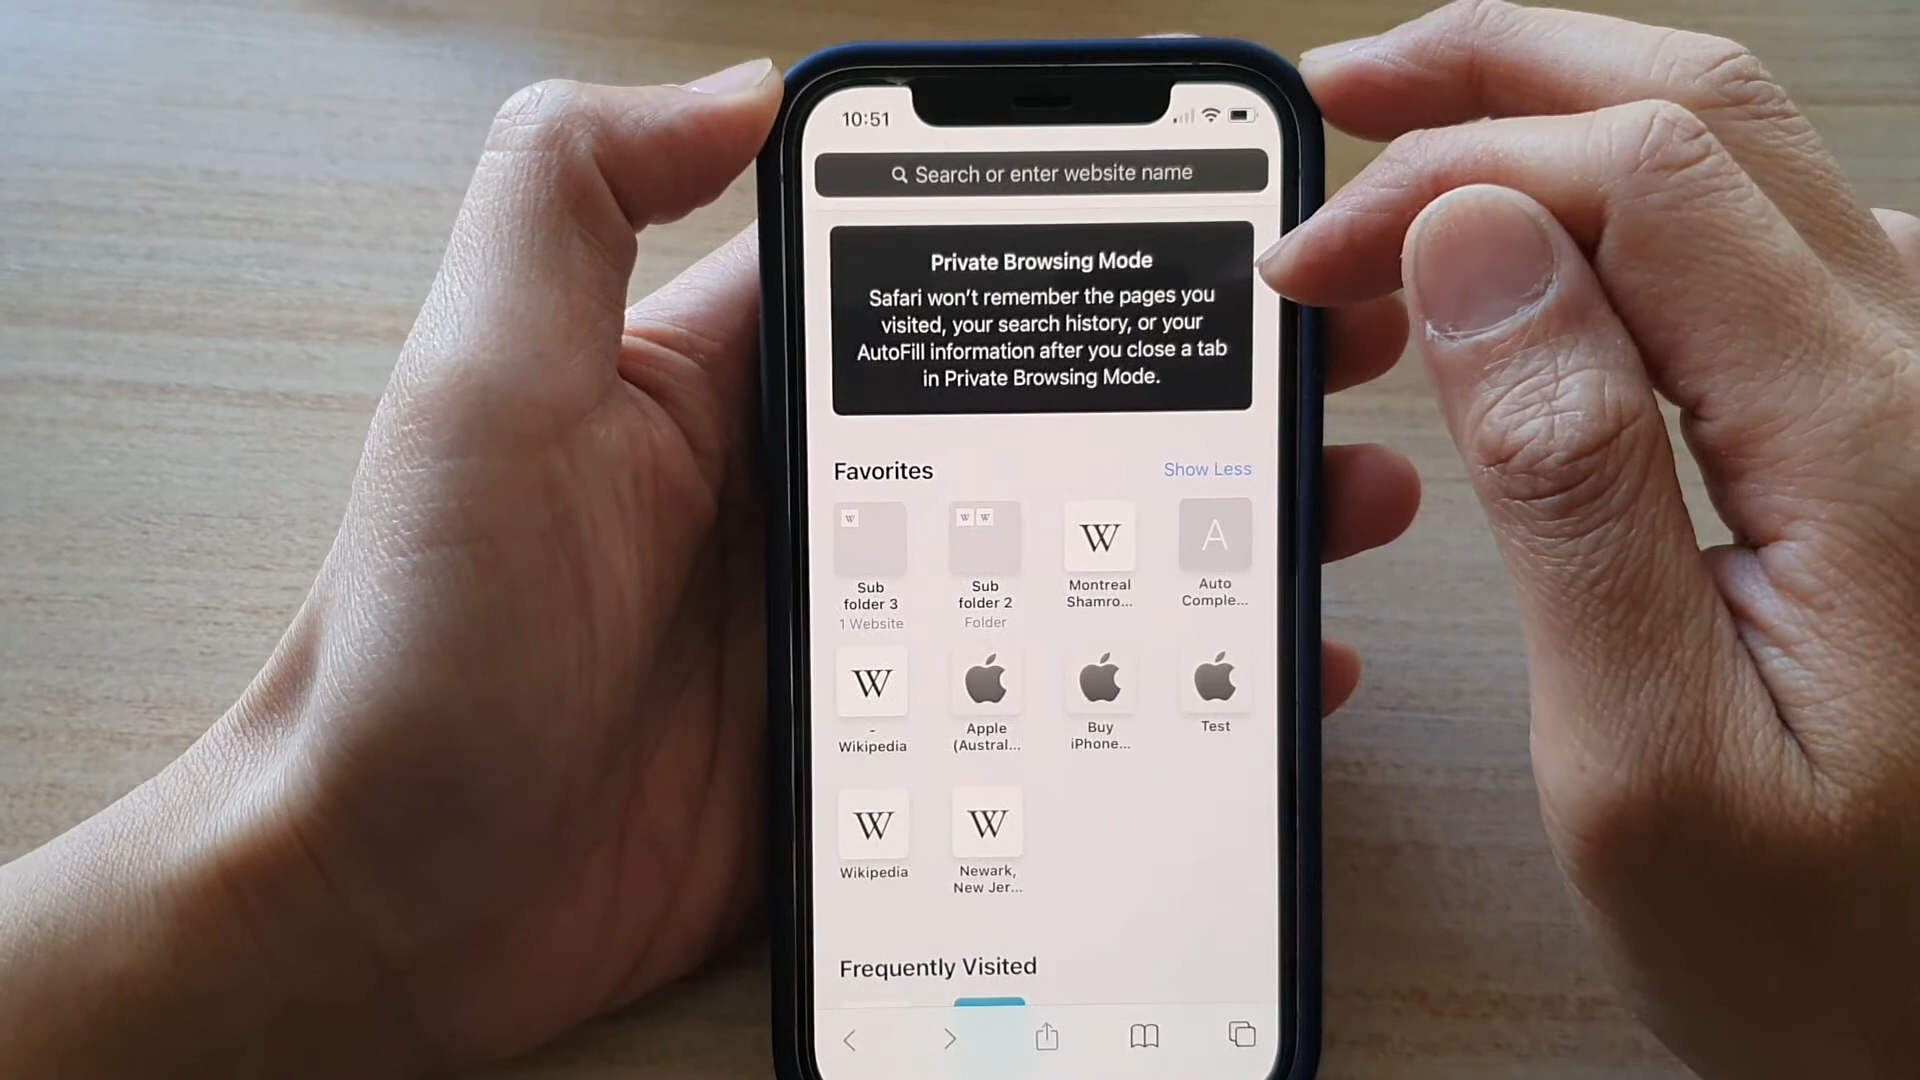 10:51
Search or enter website name
Private Browsing Mode
Safari won't remember the pages you
visited, your search history, or your
AutoFill information after you close a tab
in Private Browsing Mode.
Favorites
Show Less
W
W W
W
A
Sub
folder 3
1 Website
Sub
folder 2
Folder
Montreal
Shamro...
Auto
Comple...
W
-
Wikipedia
Apple
(Austral...
Buy
iPhone...
Test
W
W
Wikipedia
Newark,
New Jer...
Frequently Visited